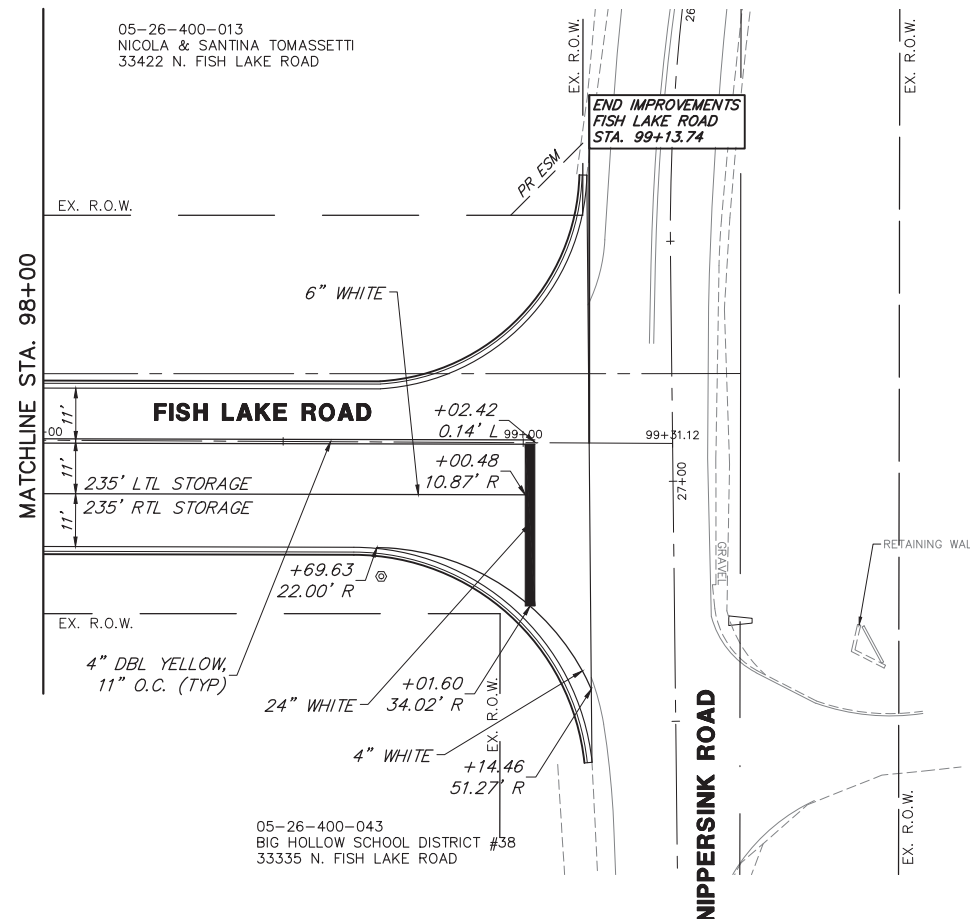 05-26-400-013
NICOLA & SANTINA TOMASSETTI
33422 N. FISH LAKE ROAD
26
EX. R.O.W.
EX. R.O.W.
END IMPROVEMENTS
FISH LAKE ROAD
STA. 99+13.74
PR ESM
EX. R.O.W.
MATCHLINE STA. 98+00
6" WHITE
11'
FISH LAKE ROAD
+02.42
0.14' L
99+00
99+31.12
00
11'
+00.48
10.87' R
27+00
235' LTL STORAGE
235' RTL STORAGE
11'
GRAVEL
RETAINING WAL
+69.63
22.00' R
EX. R.O.W.
4" DBL YELLOW,
11" O.C. (TYP)
24" WHITE
+01.60
34.02' R
EX. R.O.W.
4" WHITE
+14.46
51.27' R
NIPPERSINK ROAD
EX. R.O.W.
05-26-400-043
BIG HOLLOW SCHOOL DISTRICT #38
33335 N. FISH LAKE ROAD